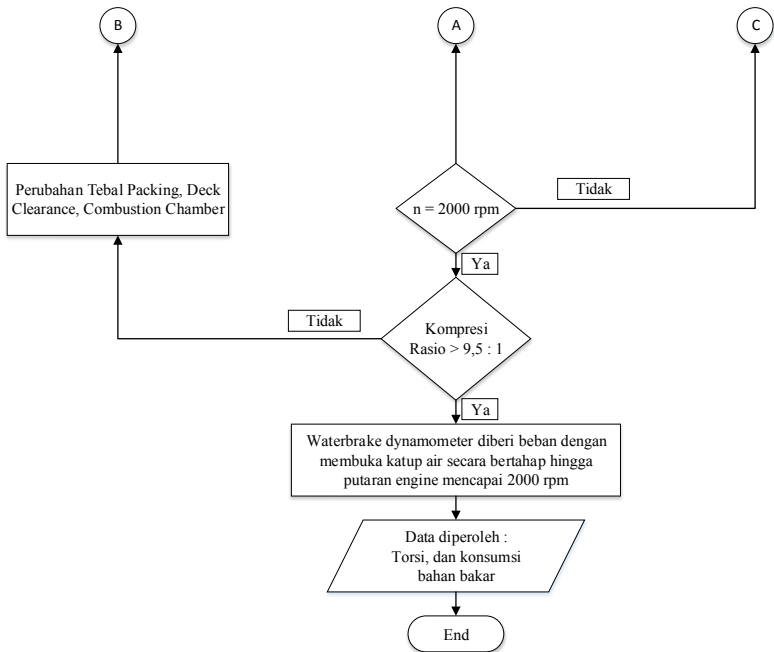 B
A
C
Perubahan Tebal Packing, Deck
Clearance, Combustion Chamber
n = 2000 rpm
Tidak
Ya
Tidak
Kompresi
Rasio > 9,5 : 1
Ya
Waterbrake dynamometer diberi beban dengan
membuka katup air secara bertahap hingga
putaran engine mencapai 2000 rpm
Data diperoleh :
Torsi, dan konsumsi
bahan bakar
End